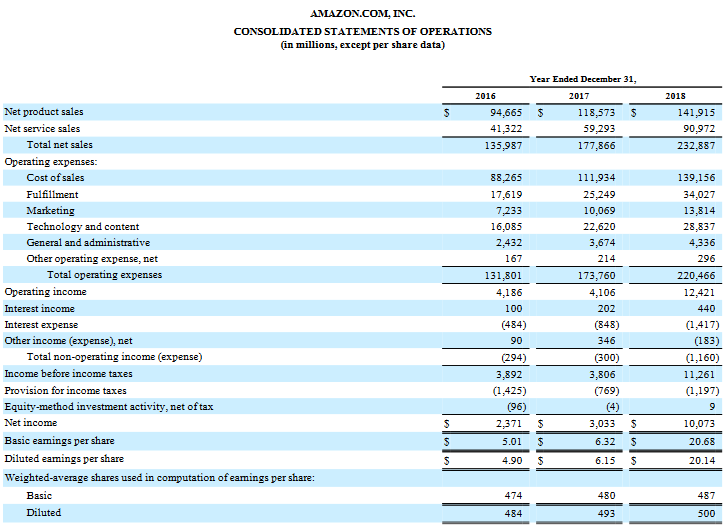 AMAZON.COM, INC.
CONSOLIDATED STATEMENTS OF OPERATIONS
(in millions, except per share data)
Year Ended December 31,
2016 2017 2018
Net product sales $ 94,665 $ 118,573 $ 141,915
Net service sales 41,322 59,293 90,972
Total net sales 135,987 177,866 232,887
Operating expenses:
Cost of sales 88,265 111,934 139,156
Fulfillment 17,619 25,249 34,027
Marketing 7,233 10,069 13,814
Technology and content 16,085 22,620 28,837
General and administrative 2,432 3,674 4,336
Other operating expense, net 167 214 296
Total operating expenses 131,801 173,760 220,466
Operating income 4,186 4,106 12,421
Interest income 100 202 440
Interest expense (484) (848) (1,417)
Other income (expense), net 90 346 (183)
Total non-operating income (expense) (294) (300) (1,160)
Income before income taxes 3,892 3,806 11,261
Provision for income taxes (1,425) (769) (1,197)
Equity-method investment activity, net of tax (96) (4) 9
Net income $ 2,371 $ 3,033 $ 10,073
Basic earnings per share $ 5.01 $ 6.32 $ 20.68
Diluted earnings per share $ 4.90 $ 6.15 $ 20.14
Weighted-average shares used in computation of earnings per share:
Basic 474 480 487
Diluted 484 493 500